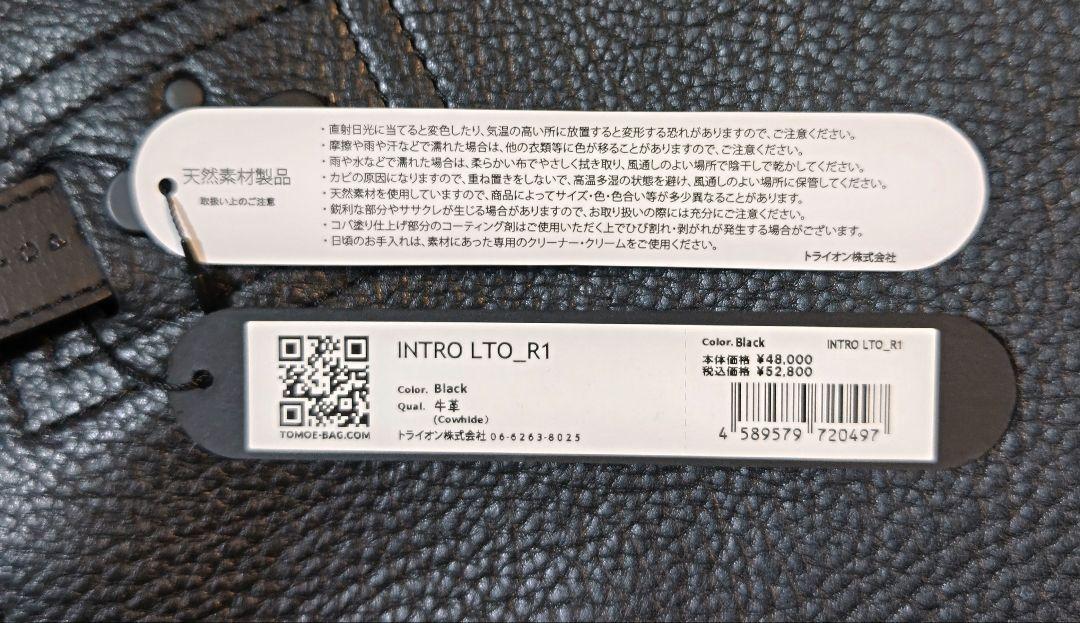 天然素材製品
取扱い上のご注意
・直射日光に当てると変色したり、気温の高い所に放置すると変形する恐れがありますので、ご注意ください。
・摩擦や雨や汗などで濡れた場合は、他の衣類等に色が移ることがありますので、ご注意ください。
・雨や水などで濡れた場合は、柔らかい布でやさしく拭き取り、風通しのよい場所で陰干しで乾かしてください。
・カビの原因になりますので、重ね置きをしないで、高温多湿の状態を避け、風通しのよい場所に保管してください。
・天然素材を使用していますので、商品によってサイズ・色・色合い等が多少異なることがあります。
・鋭利な部分やササクレが生じる場合がありますので、お取り扱いの際には充分にご注意ください。
・コバ塗り仕上げ部分のコーティング剤はご使用いただく上でひび割れ・剥がれが発生する場合がございます。
・日頃のお手入れは、素材にあった専用のクリーナー・クリームをご使用ください。
トライオン株式会社
TOMOE-BAG.COM
INTRO LTO_R1
Color. Black
Qual. 牛革
(Cowhide)
トライオン株式会社 06-6263-8025
Color. Black INTRO LTO_R1
本体価格 ¥48,000
税込価格 ¥52,800
4 589579 720497